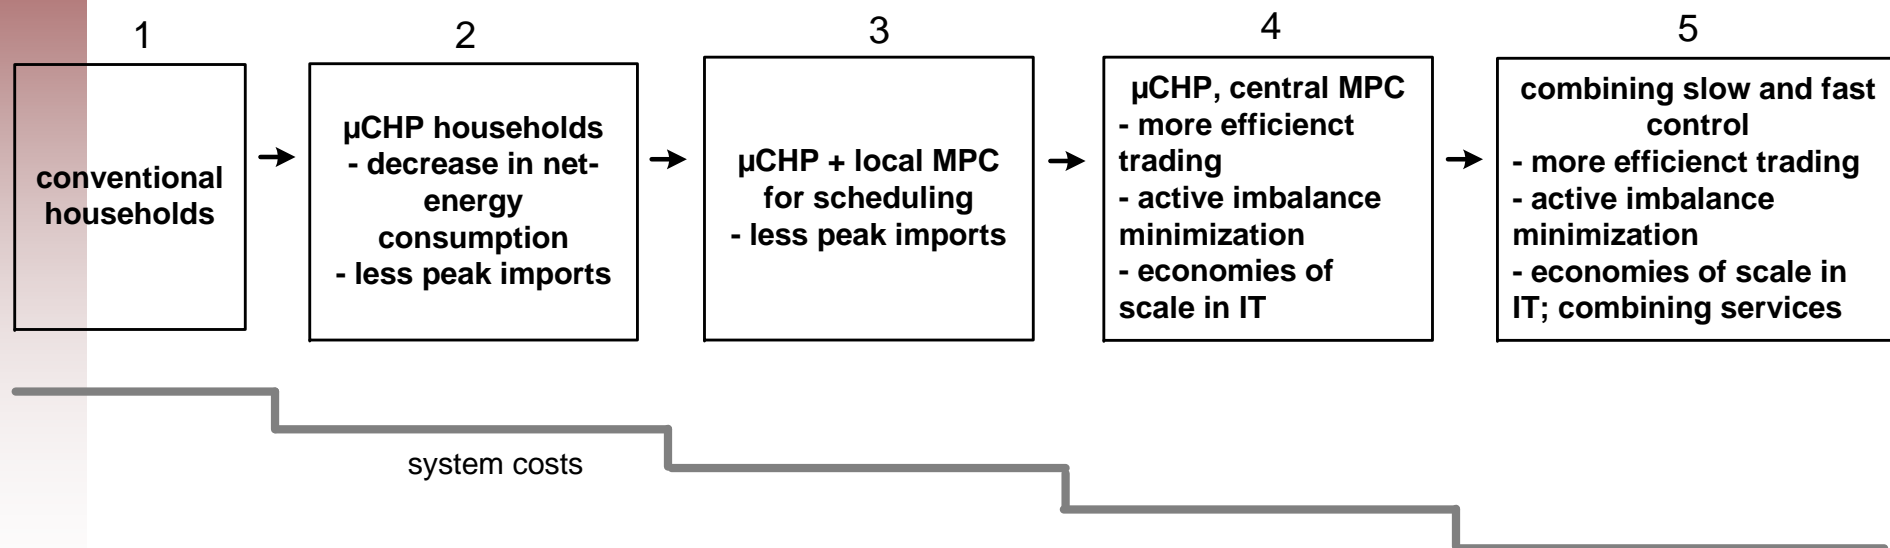 1
conventional
households
2
µCHP households
- decrease in net-
energy
consumption
- less peak imports
3
µCHP + local MPC
for scheduling
- less peak imports
4
µCHP, central MPC
- more efficienct
trading
- active imbalance
minimization
- economies of
scale in IT
5
combining slow and fast
control
- more efficienct trading
- active imbalance
minimization
- economies of scale in
IT; combining services
system costs